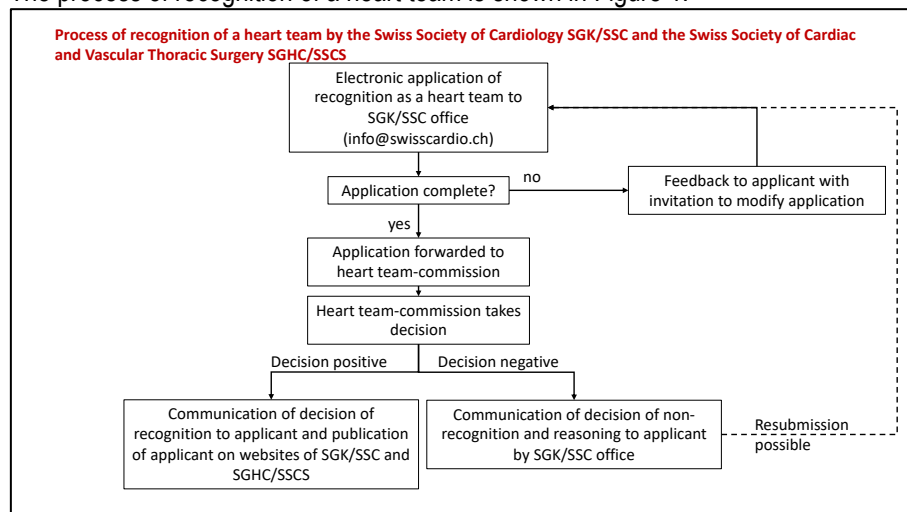 The process of recognition of a heart team is shown in Figure 1.
Process of recognition of a heart team by the Swiss Society of Cardiology SGK/SSC and the Swiss Society of Cardiac
and Vascular Thoracic Surgery SGHC/SSCS
Electronic application of
recognition as a heart team to
SGK/SSC office
(info@swisscardio.ch)
Application complete?
no
Feedback to applicant with
invitation to modify application
yes
Application forwarded to
heart team-commission
Heart team-commission takes
decision
Decision positive
Decision negative
Communication of decision of
recognition to applicant and publication
of applicant on websites of SGK/SSC and
SGHC/SSCS
Communication of decision of non-
recognition and reasoning to applicant
by SGK/SSC office
Resubmission
possible